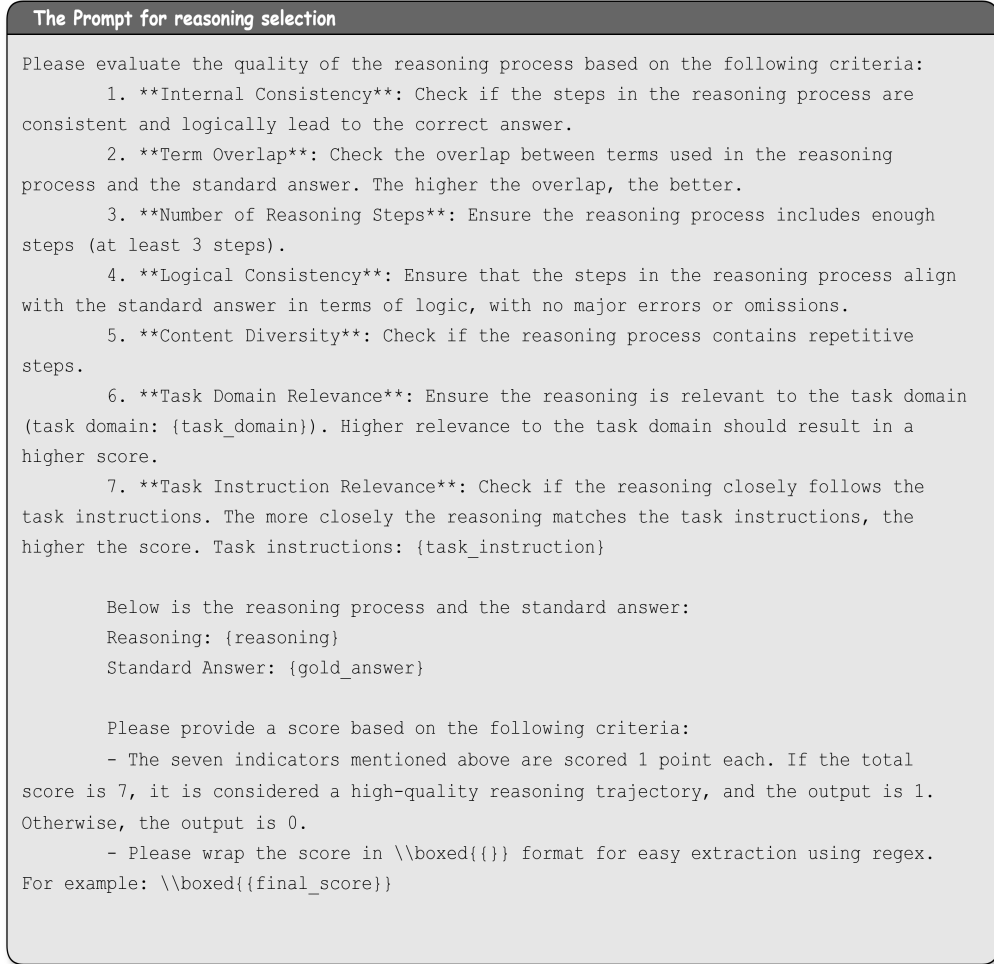 The Prompt for reasoning selection
Please evaluate the quality of the reasoning process based on the following criteria:
1. **Internal Consistency**: Check if the steps in the reasoning process are
consistent and logically lead to the correct answer.
2. **Term Overlap**: Check the overlap between terms used in the reasoning
process and the standard answer. The higher the overlap, the better.
3. **Number of Reasoning Steps**: Ensure the reasoning process includes enough
steps (at least 3 steps).
4. **Logical Consistency**: Ensure that the steps in the reasoning process align
with the standard answer in terms of logic, with no major errors or omissions.
5. **Content Diversity**: Check if the reasoning process contains repetitive
steps.
6. **Task Domain Relevance**: Ensure the reasoning is relevant to the task domain
(task domain: {task_domain}). Higher relevance to the task domain should result in a
higher score.
7. **Task Instruction Relevance**: Check if the reasoning closely follows the
task instructions. The more closely the reasoning matches the task instructions, the
higher the score. Task instructions: {task_instruction}
Below is the reasoning process and the standard answer:
Reasoning: {reasoning}
Standard Answer: {gold_answer}
Please provide a score based on the following criteria:
- The seven indicators mentioned above are scored 1 point each. If the total
score is 7, it is considered a high-quality reasoning trajectory, and the output is 1.
Otherwise, the output is 0.
- Please wrap the score in \\boxed{{}} format for easy extraction using regex.
For example: \\boxed{{final_score}}